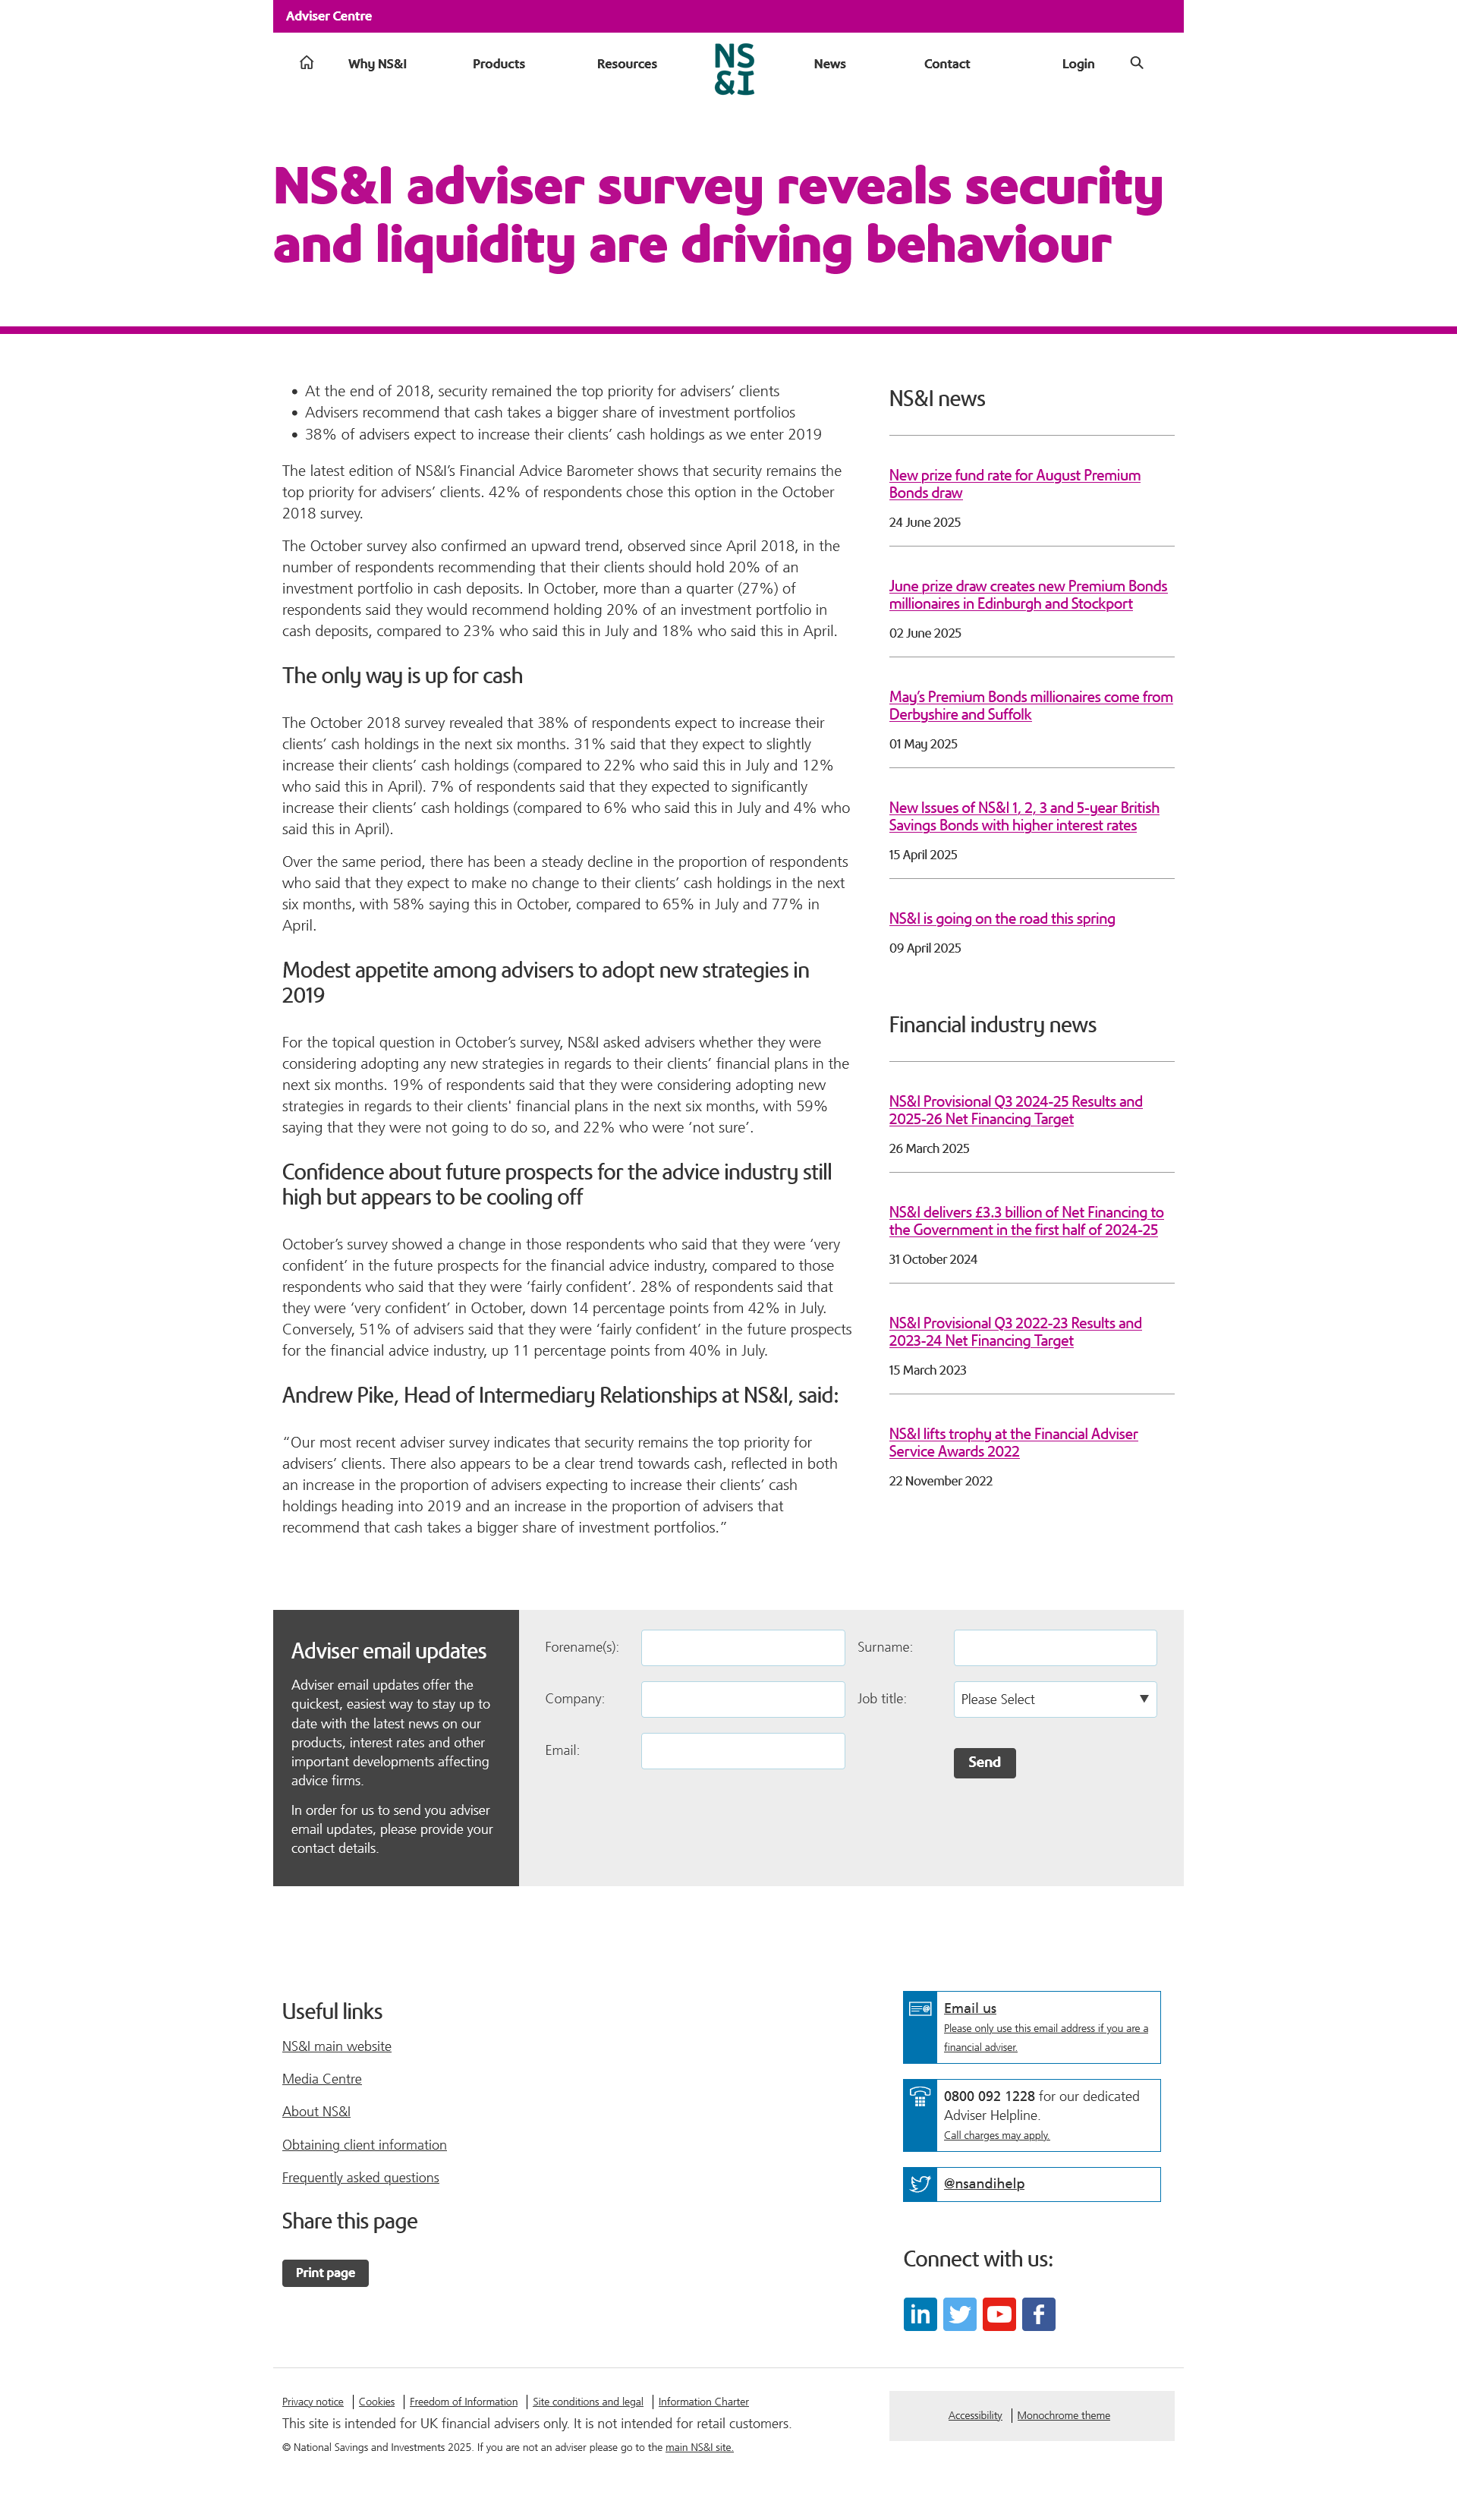 Adviser Centre
Why NS&I
Products
Resources
NS
&I
News
Contact
Login
NS&I adviser survey reveals security
and liquidity are driving behaviour
• At the end of 2018, security remained the top priority for advisers’ clients
• Advisers recommend that cash takes a bigger share of investment portfolios
• 38% of advisers expect to increase their clients’ cash holdings as we enter 2019
The latest edition of NS&I’s Financial Advice Barometer shows that security remains the
top priority for advisers’ clients. 42% of respondents chose this option in the October
2018 survey.
The October survey also confirmed an upward trend, observed since April 2018, in the
number of respondents recommending that their clients should hold 20% of an
investment portfolio in cash deposits. In October, more than a quarter (27%) of
respondents said they would recommend holding 20% of an investment portfolio in
cash deposits, compared to 23% who said this in July and 18% who said this in April.
The only way is up for cash
The October 2018 survey revealed that 38% of respondents expect to increase their
clients’ cash holdings in the next six months. 31% said that they expect to slightly
increase their clients’ cash holdings (compared to 22% who said this in July and 12%
who said this in April). 7% of respondents said that they expected to significantly
increase their clients’ cash holdings (compared to 6% who said this in July and 4% who
said this in April).
Over the same period, there has been a steady decline in the proportion of respondents
who said that they expect to make no change to their clients’ cash holdings in the next
six months, with 58% saying this in October, compared to 65% in July and 77% in
April.
Modest appetite among advisers to adopt new strategies in
2019
For the topical question in October’s survey, NS&I asked advisers whether they were
considering adopting any new strategies in regards to their clients’ financial plans in the
next six months. 19% of respondents said that they were considering adopting new
strategies in regards to their clients' financial plans in the next six months, with 59%
saying that they were not going to do so, and 22% who were ‘not sure’.
Confidence about future prospects for the advice industry still
high but appears to be cooling off
October’s survey showed a change in those respondents who said that they were ‘very
confident’ in the future prospects for the financial advice industry, compared to those
respondents who said that they were ‘fairly confident’. 28% of respondents said that
they were ‘very confident’ in October, down 14 percentage points from 42% in July.
Conversely, 51% of advisers said that they were ‘fairly confident’ in the future prospects
for the financial advice industry, up 11 percentage points from 40% in July.
Andrew Pike, Head of Intermediary Relationships at NS&I, said:
“Our most recent adviser survey indicates that security remains the top priority for
advisers’ clients. There also appears to be a clear trend towards cash, reflected in both
an increase in the proportion of advisers expecting to increase their clients’ cash
holdings heading into 2019 and an increase in the proportion of advisers that
recommend that cash takes a bigger share of investment portfolios.”
NS&I news
New prize fund rate for August Premium
Bonds draw
24 June 2025
June prize draw creates new Premium Bonds
millionaires in Edinburgh and Stockport
02 June 2025
May’s Premium Bonds millionaires come from
Derbyshire and Suffolk
01 May 2025
New Issues of NS&I 1, 2, 3 and 5-year British
Savings Bonds with higher interest rates
15 April 2025
NS&I is going on the road this spring
09 April 2025
Financial industry news
NS&I Provisional Q3 2024-25 Results and
2025-26 Net Financing Target
26 March 2025
NS&I delivers £3.3 billion of Net Financing to
the Government in the first half of 2024-25
31 October 2024
NS&I Provisional Q3 2022-23 Results and
2023-24 Net Financing Target
15 March 2023
NS&I lifts trophy at the Financial Adviser
Service Awards 2022
22 November 2022
Adviser email updates
Adviser email updates offer the
quickest, easiest way to stay up to
date with the latest news on our
products, interest rates and other
important developments affecting
advice firms.
In order for us to send you adviser
email updates, please provide your
contact details.
Forename(s):
Surname:
Company:
Job title:
Please Select
Email:
Send
Useful links
NS&I main website
Media Centre
About NS&I
Obtaining client information
Frequently asked questions
Share this page
Print page
Email us
Please only use this email address if you are a
financial adviser.
0800 092 1228 for our dedicated
Adviser Helpline.
Call charges may apply.
@nsandihelp
Connect with us:
Privacy notice | Cookies | Freedom of Information | Site conditions and legal | Information Charter
This site is intended for UK financial advisers only. It is not intended for retail customers.
© National Savings and Investments 2025. If you are not an adviser please go to the main NS&I site.
Accessibility | Monochrome theme